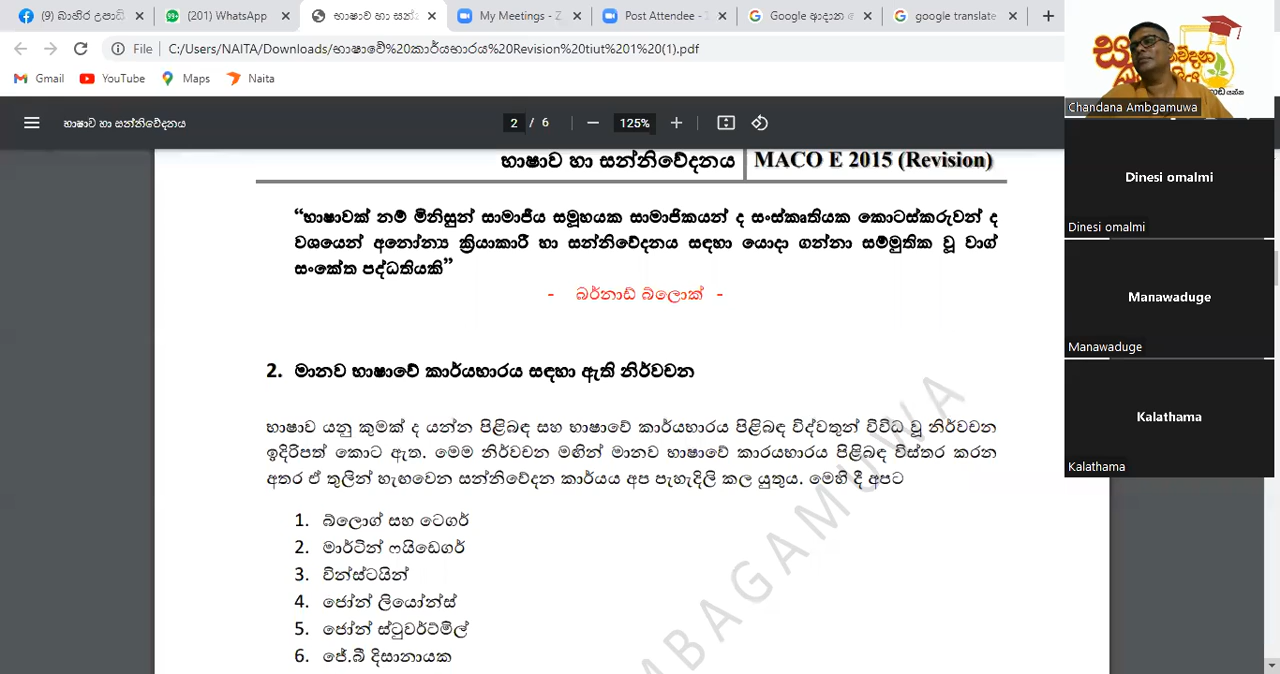 (9) බාහිර උපාධි
(201) WhatsApp
භාෂාව හා සන්
My Meetings - Z
Post Attendee -
Google ආදාන
google translate
File C:/Users/NAITA/Downloads/භාෂාවේ%20කාර්යභාරය%20Revision%20tiut%201%20(1).pdf
Gmail YouTube Maps Naita
භාෂාව හා සන්නිවේදනය
2 / 6 125%
භාෂාව හා සන්නිවේදනය MACO E 2015 (Revision)
“භාෂාවක් නම් මිනිසුන් සාමාජීය සමූහයක සාමාජිකයන් ද සංස්කෘතියක කොටස්කරුවන් ද
වශයෙන් අනෝන්‍ය ක්‍රියාකාරී හා සන්නිවේදනය සඳහා යොදා ගන්නා සම්මුතික වූ වාග්
සංකේත පද්ධතියකි”
- බර්නාඩ් බ්ලොක් -
2. මානව භාෂාවේ කාර්යභාරය සඳහා ඇති නිර්වචන
භාෂාව යනු කුමක් ද යන්න පිළිබඳ සහ භාෂාවේ කාර්යභාරය පිළිබඳ විද්වතුන් විවිධ වූ නිර්වචන
ඉදිරිපත් කොට ඇත. මෙම නිර්වචන මඟින් මානව භාෂාවේ කාරයභාරය පිළිබඳ විස්තර කරන
අතර ඒ තුලින් හැඟවෙන සන්නිවේදන කාර්යය අප පැහැදිලි කල යුතුය. මෙහි දී අපට
1. බ්ලොග් සහ ටෙගර්
2. මාර්ටින් ෆයිඩෙගර්
3. වින්ස්ටයින්
4. ජෝන් ලියෝන්ස්
5. ජෝන් ස්ටුවර්ට්මිල්
6. ජේ.බී දිසානායක
AMBAGAMUWA
Chandana Ambgamuwa
Dinesi omalmi
Dinesi omalmi
Manawaduge
Manawaduge
Kalathama
Kalathama